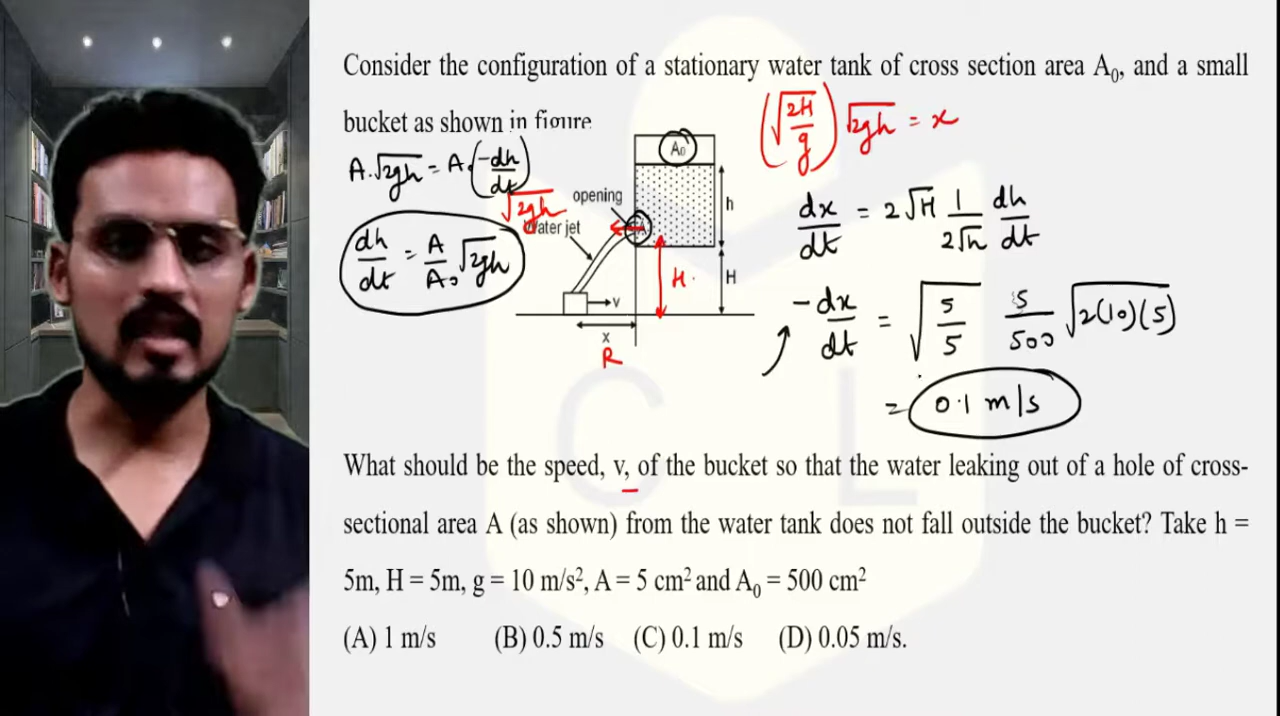 Consider the configuration of a stationary water tank of cross section area A₀, and a small
bucket as shown in figure
(√(2H/g)) √2gh = x
A.√2gh = A₀(-dh/dt)
dh/dt = A/A₀ √2gh
√2gh
opening
water jet
A₀
A
h
H
H
v
x
R
dx/dt = 2√H 1/(2√h) dh/dt
-dx/dt = √(5/5) 5/500 √2(10)(5)
= 0.1 m/s
C L
What should be the speed, v, of the bucket so that the water leaking out of a hole of cross-
sectional area A (as shown) from the water tank does not fall outside the bucket? Take h =
5m, H = 5m, g = 10 m/s², A = 5 cm² and A₀ = 500 cm²
(A) 1 m/s (B) 0.5 m/s (C) 0.1 m/s (D) 0.05 m/s.